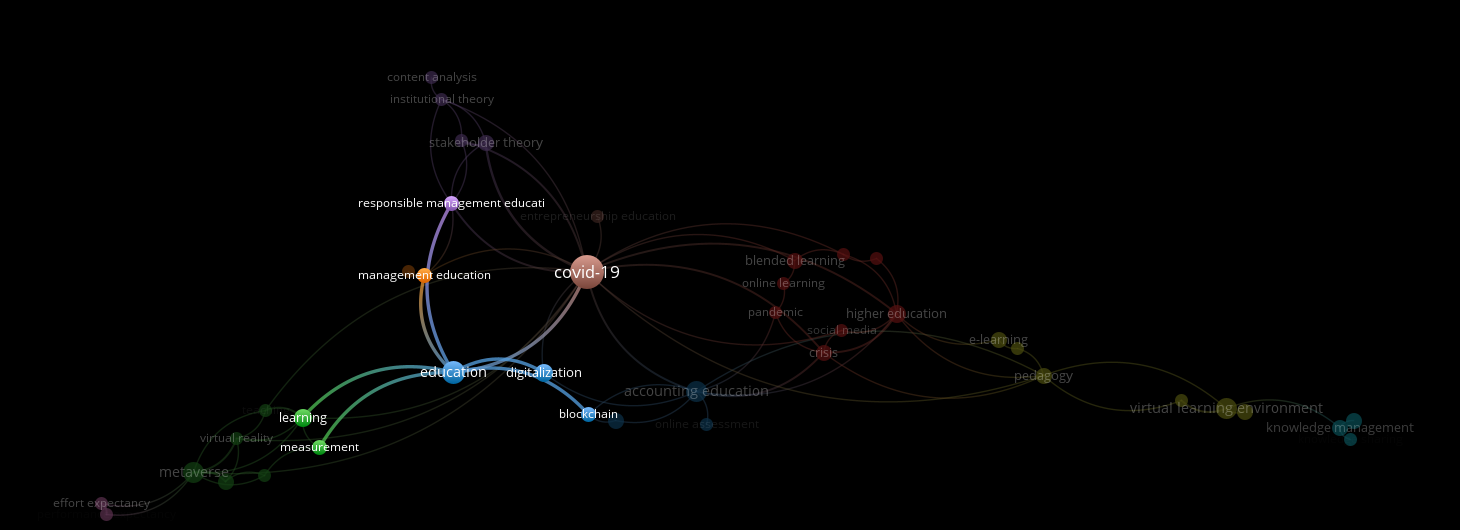 content analysis
institutional theory
stakeholder theory
responsible management educati
entrepreneurship education
covid-19
management education
blended learning
online learning
pandemic
higher education
social media
crisis
e-learning
pedagogy
education
digitalization
accounting education
blockchain
online assessment
virtual learning environment
knowledge management
learning
virtual reality
measurement
metaverse
effort expectancy